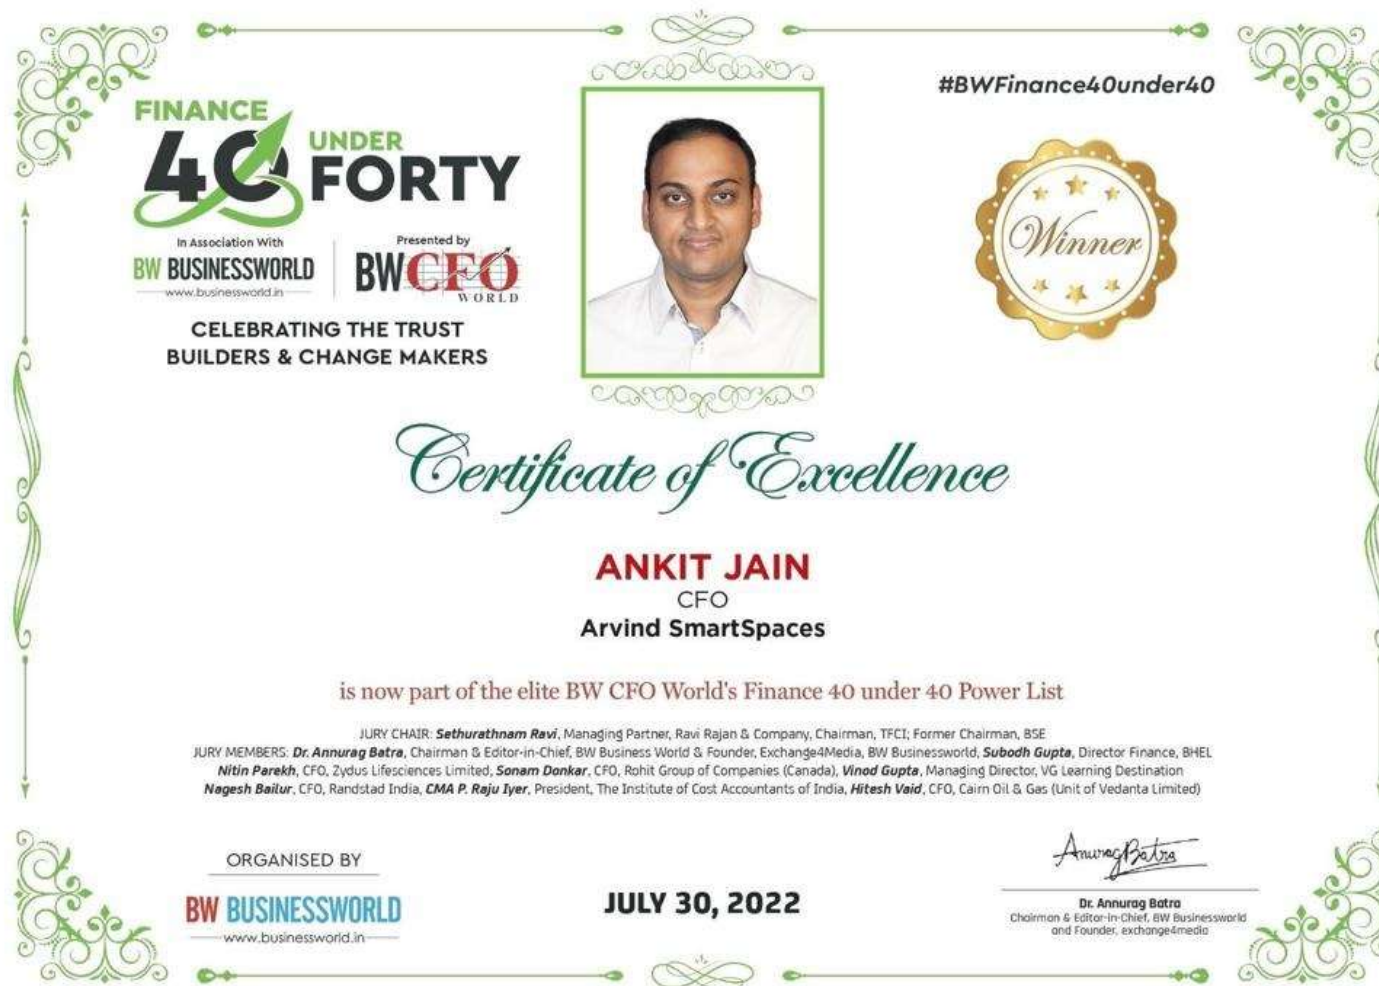 #BWFinance40under40
FINANCE
40 UNDER
FORTY
In Association With
BW BUSINESSWORLD
www.businessworld.in
Presented by
BWCFO
WORLD
CELEBRATING THE TRUST
BUILDERS & CHANGE MAKERS
Winner
Certificate of Excellence
ANKIT JAIN
CFO
Arvind SmartSpaces
is now part of the elite BW CFO World's Finance 40 under 40 Power List
JURY CHAIR: Sethurathnam Ravi, Managing Partner, Ravi Rajan & Company, Chairman, TFCI; Former Chairman, BSE
JURY MEMBERS: Dr. Annurag Batra, Chairman & Editor-in-Chief, BW Business World & Founder, Exchange4Media, BW Businessworld, Subodh Gupta, Director Finance, BHEL
Nitin Parekh, CFO, Zydus Lifesciences Limited, Sonam Donkar, CFO, Rohit Group of Companies (Canada), Vinod Gupta, Managing Director, VG Learning Destination
Nagesh Bailur, CFO, Randstad India, CMA P. Raju Iyer, President, The Institute of Cost Accountants of India, Hitesh Vaid, CFO, Cairn Oil & Gas (Unit of Vedanta Limited)
ORGANISED BY
BW BUSINESSWORLD
www.businessworld.in
JULY 30, 2022
Anurag Batra
Dr. Annurag Batra
Chairman & Editor-in-Chief, BW Businessworld
and Founder, exchange4media